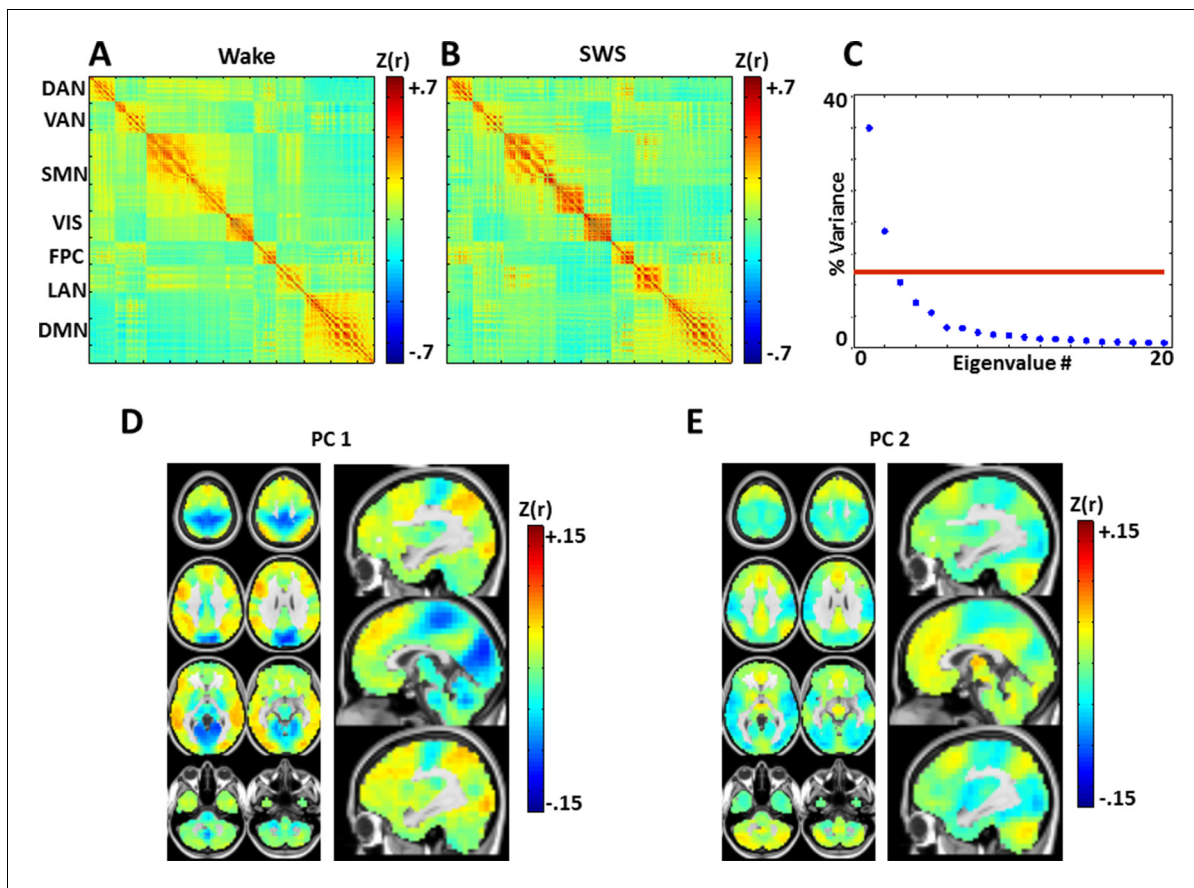 A
Wake
Z(r)
+.7
-.7
DAN
VAN
SMN
VIS
FPC
LAN
DMN
B
SWS
Z(r)
+.7
-.7
C
40
% Variance
0
0
Eigenvalue #
20
D
PC 1
Z(r)
+.15
-.15
E
PC 2
Z(r)
+.15
-.15